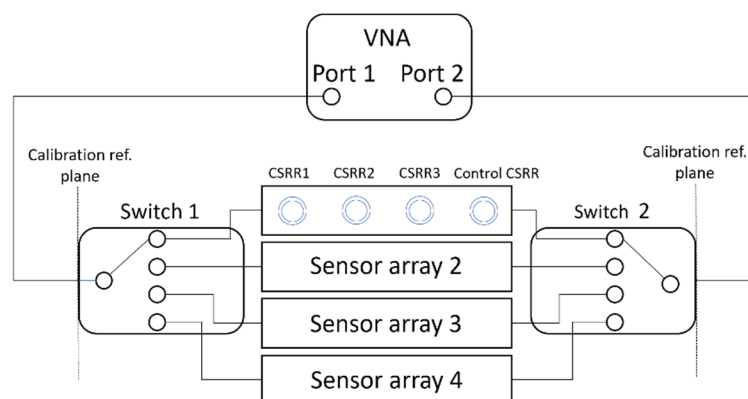 VNA
Port 1 Port 2
Calibration ref.
plane
Calibration ref.
plane
CSRR1 CSRR2 CSRR3 Control CSRR
Switch 1
Switch 2
Sensor array 2
Sensor array 3
Sensor array 4